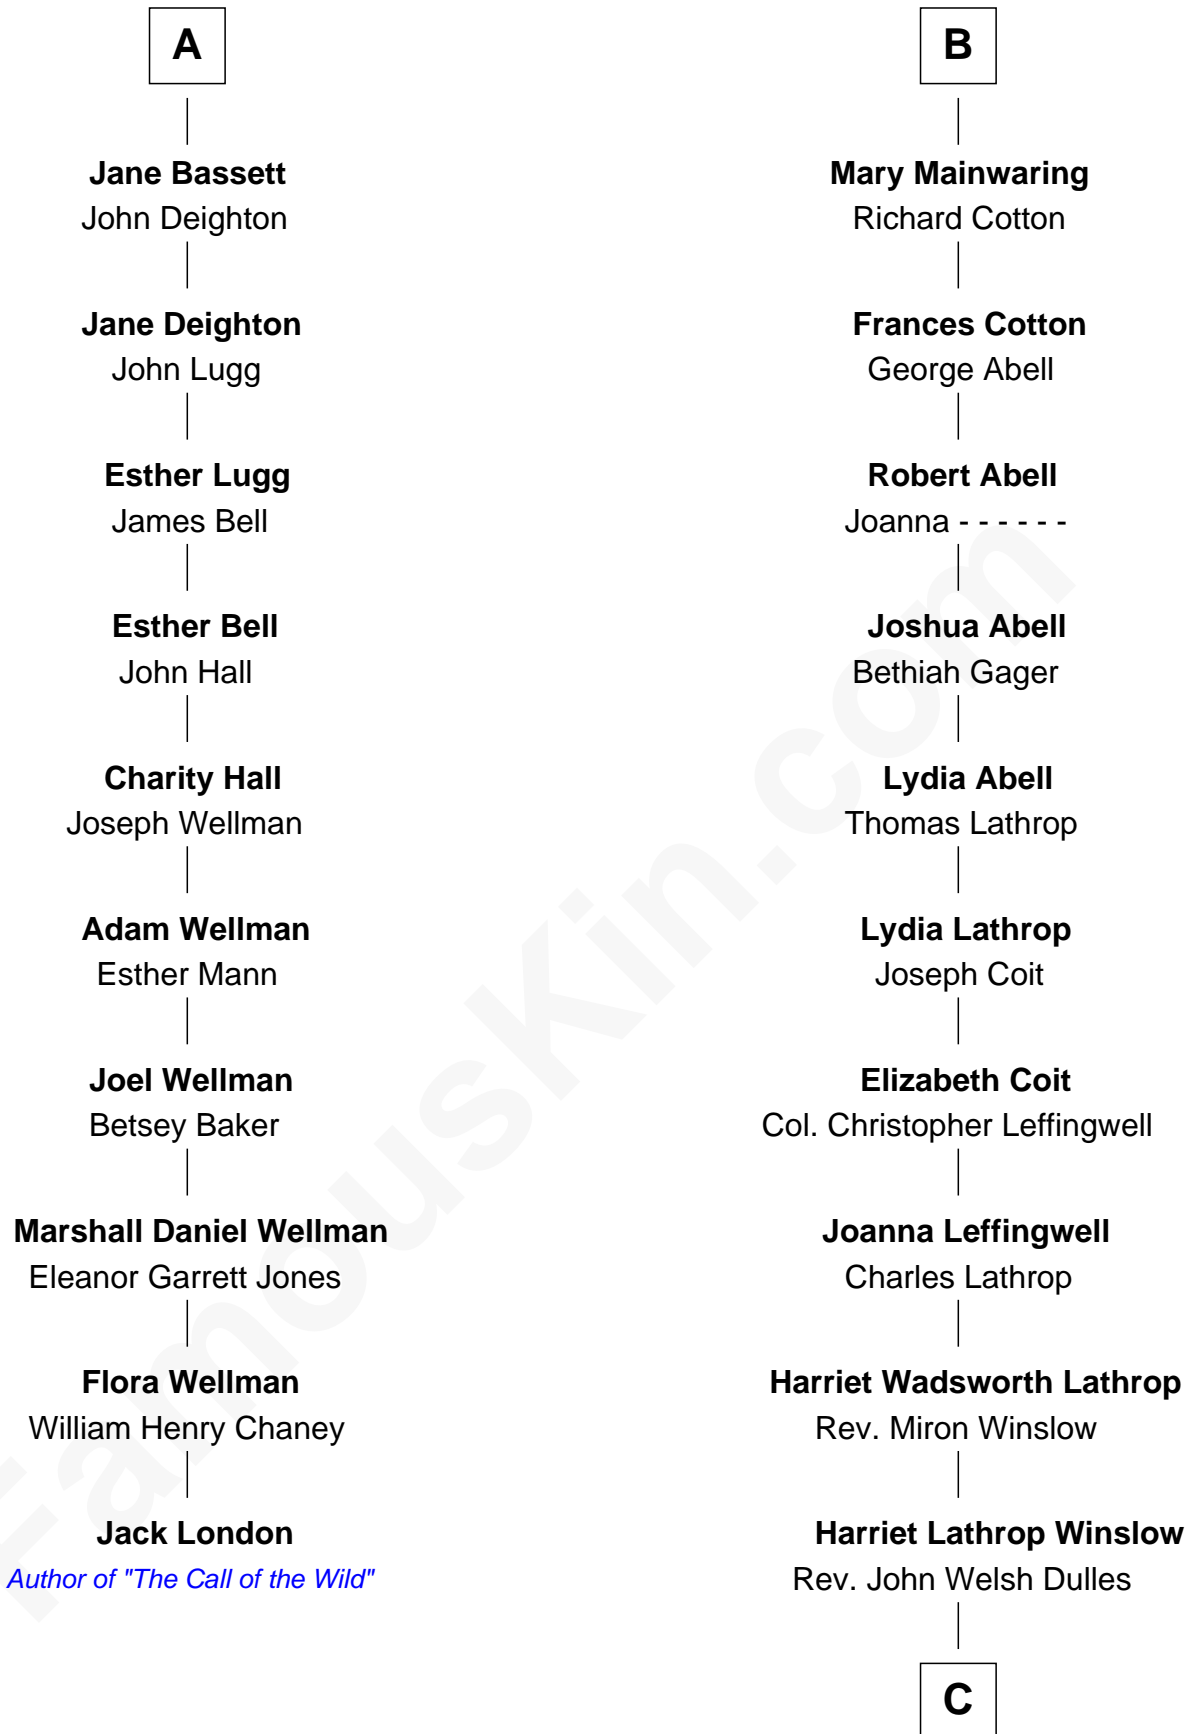 A
Jane Bassett
John Deighton
Jane Deighton
John Lugg
Esther Lugg
James Bell
Esther Bell
John Hall
Charity Hall
Joseph Wellman
Adam Wellman
Esther Mann
Joel Wellman
Betsey Baker
Marshall Daniel Wellman
Eleanor Garrett Jones
Flora Wellman
William Henry Chaney
Jack London
Author of "The Call of the Wild"
B
Mary Mainwaring
Richard Cotton
Frances Cotton
George Abell
Robert Abell
Joanna - - - - - -
Joshua Abell
Bethiah Gager
Lydia Abell
Thomas Lathrop
Lydia Lathrop
Joseph Coit
Elizabeth Coit
Col. Christopher Leffingwell
Joanna Leffingwell
Charles Lathrop
Harriet Wadsworth Lathrop
Rev. Miron Winslow
Harriet Lathrop Winslow
Rev. John Welsh Dulles
C
FamousKin.com